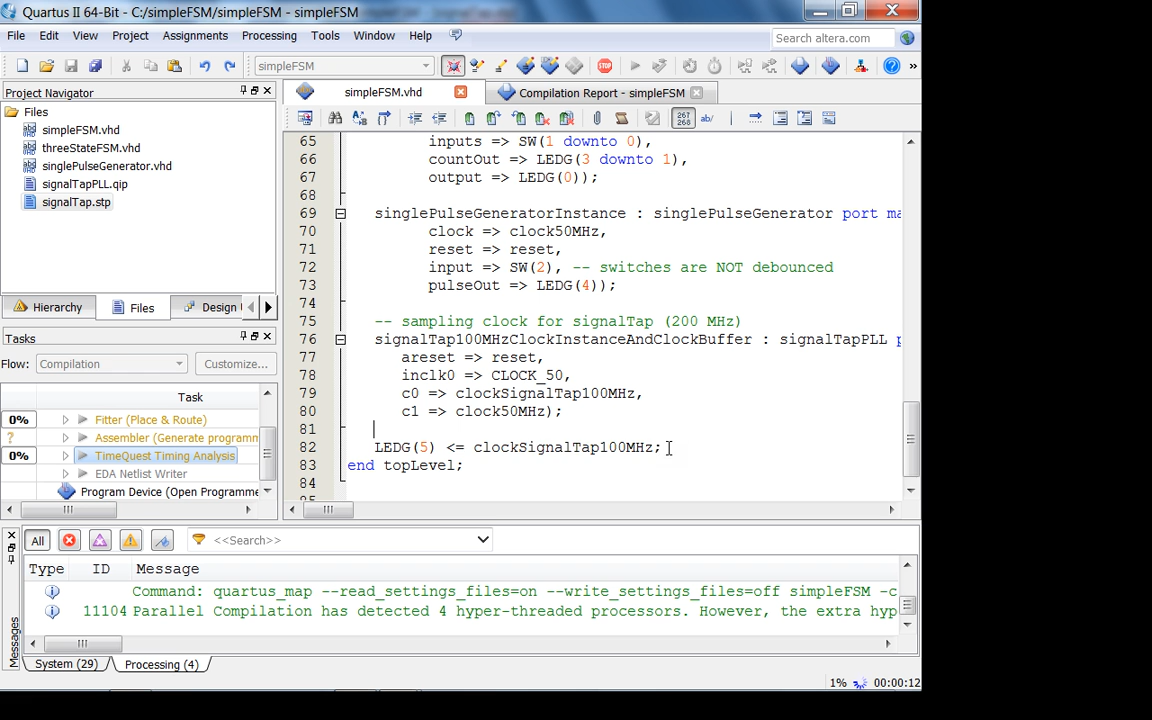 Quartus II 64-Bit - C:/simpleFSM/simpleFSM - simpleFSM
File Edit View Project Assignments Processing Tools Window Help
Search altera.com
simpleFSM
STOP
»
Project Navigator
Files
simpleFSM.vhd
threeStateFSM.vhd
singlePulseGenerator.vhd
signalTapPLL.qip
signalTap.stp
Hierarchy Files Design
Tasks
Flow: Compilation Customize...
Task
0% Fitter (Place & Route)
? Assembler (Generate programm
0% TimeQuest Timing Analysis
EDA Netlist Writer
Program Device (Open Programme
simpleFSM.vhd Compilation Report - simpleFSM
267 268 ab/
65 inputs => SW(1 downto 0),
66 countOut => LEDG(3 downto 1),
67 output => LEDG(0));
68
69 singlePulseGeneratorInstance : singlePulseGenerator port ma
70 clock => clock50MHz,
71 reset => reset,
72 input => SW(2), -- switches are NOT debounced
73 pulseOut => LEDG(4));
74
75 -- sampling clock for signalTap (200 MHz)
76 signalTap100MHzClockInstanceAndClockBuffer : signalTapPLL p
77 areset => reset,
78 inclk0 => CLOCK_50,
79 c0 => clockSignalTap100MHz,
80 c1 => clock50MHz);
81
82 LEDG(5) <= clockSignalTap100MHz;
83 end topLevel;
84
All <<Search>>
Type ID Message
Command: quartus_map --read_settings_files=on --write_settings_files=off simpleFSM -c
11104 Parallel Compilation has detected 4 hyper-threaded processors. However, the extra hyp
System (29) Processing (4)
Messages
1% 00:00:12